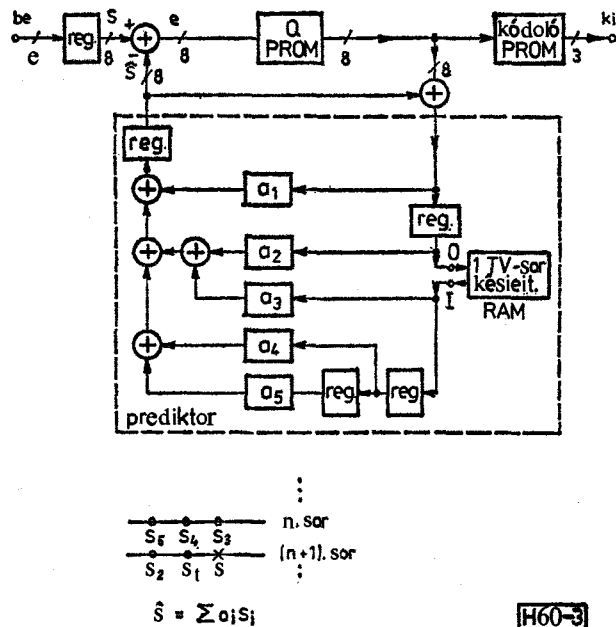 be
ki
e
reg.
8
S
+
-
e
8
Q
PROM
8
kódoló
PROM
3
ŝ
8
8
reg.
a₁
reg.
a₂
O
1 TV-sor
késleit.
RAM
I
a₃
a₄
a₅
reg.
reg.
prediktor
⋮
n. sor
S₅ S₄ S₃
(n+1). sor
S₂ S₁ S
⋮
ŝ = ∑ aᵢsᵢ
H60-3